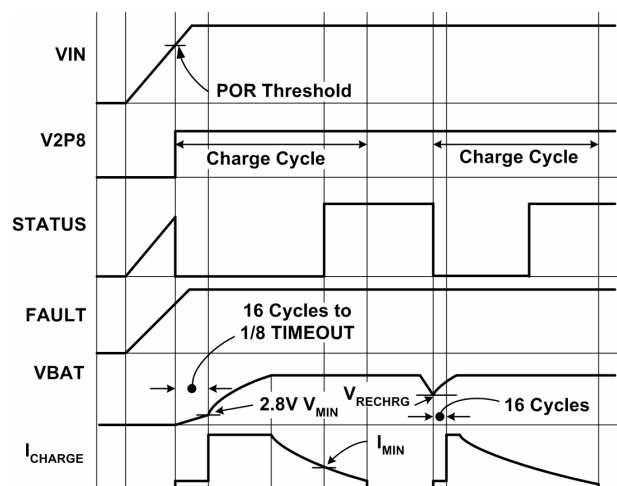 VIN
POR Threshold
V2P8
Charge Cycle
Charge Cycle
STATUS
FAULT
16 Cycles to
1/8 TIMEOUT
VBAT
2.8V VMIN
VRECHRG
16 Cycles
ICHARGE
IMIN